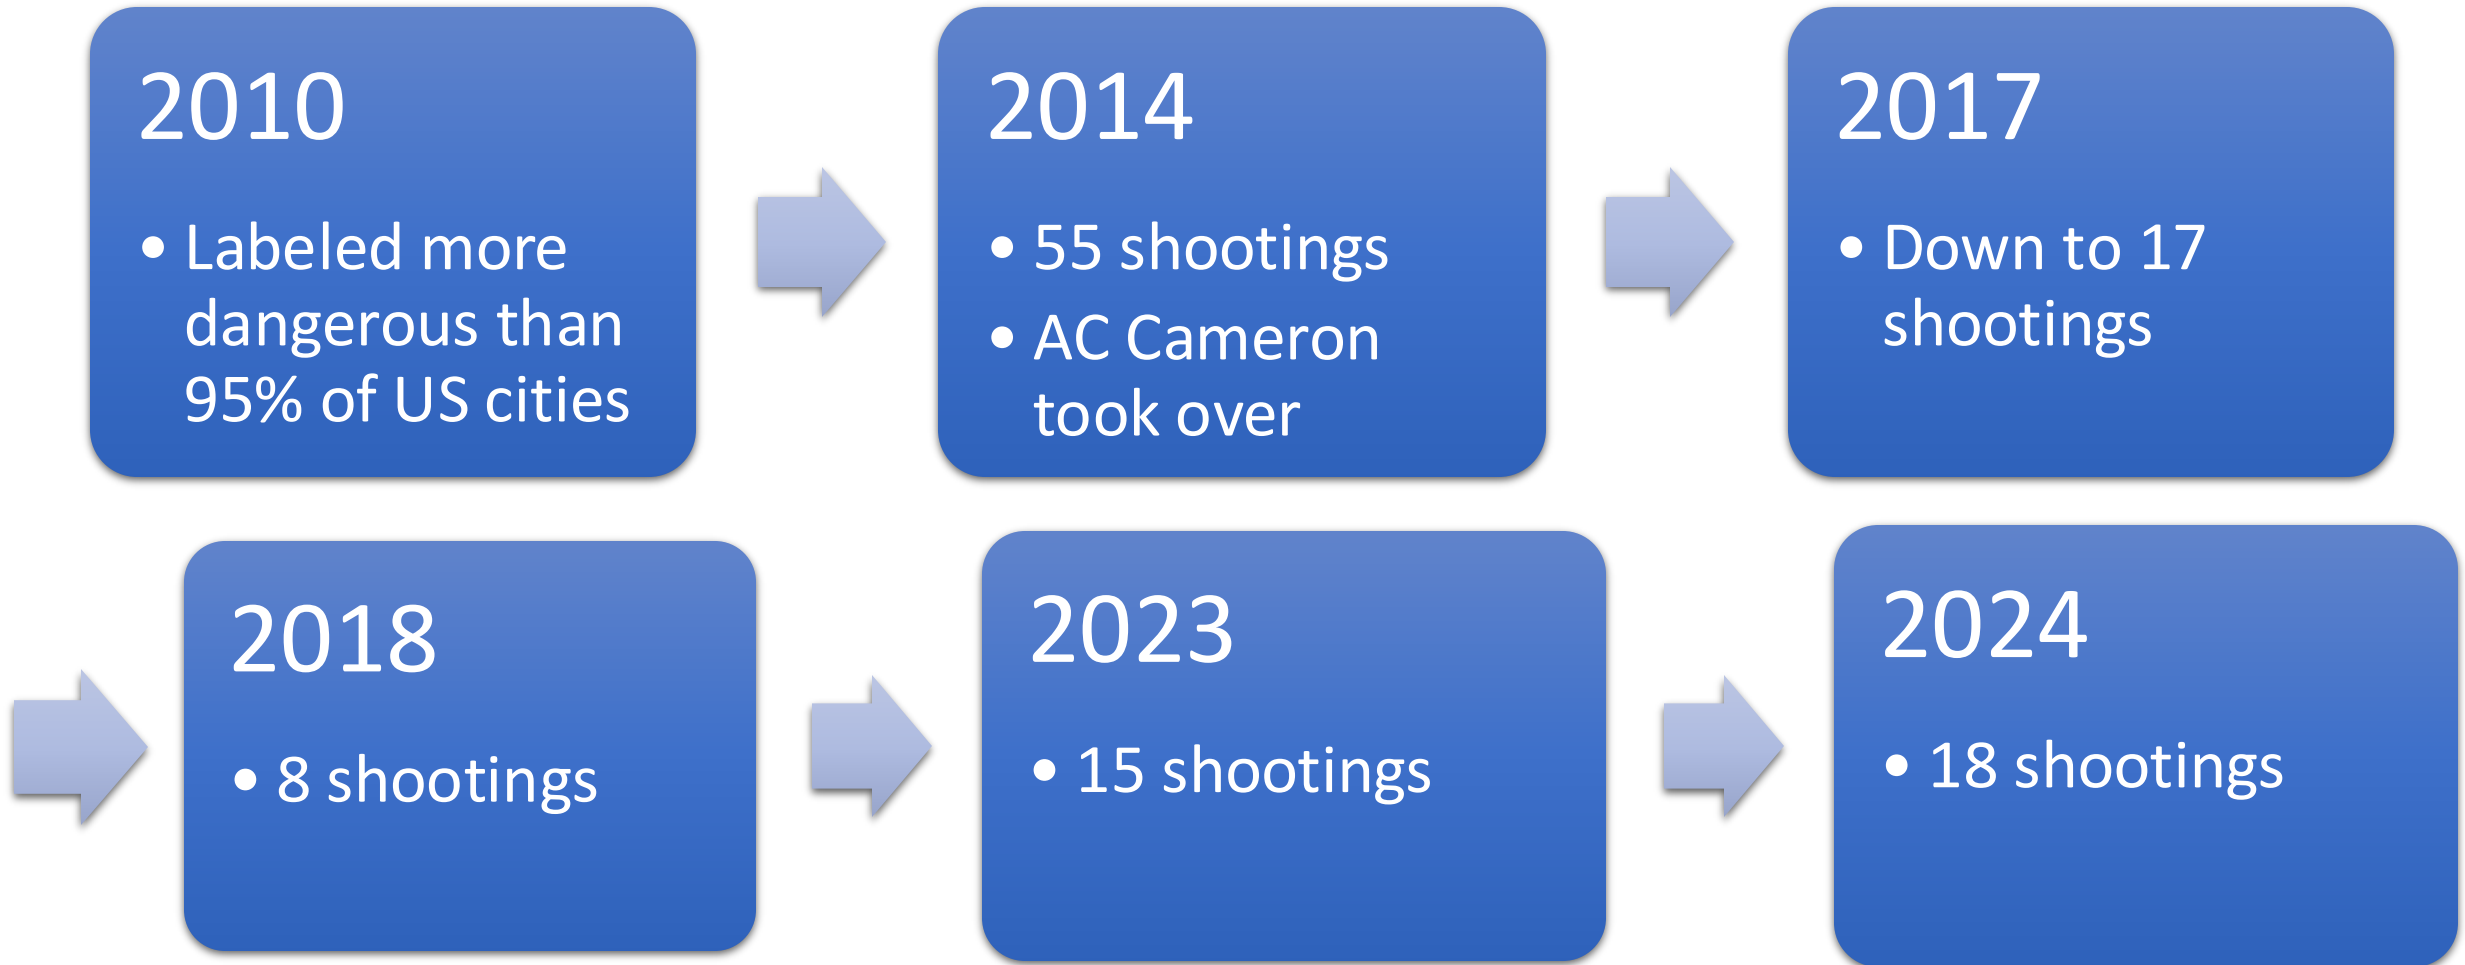 2010
• Labeled more
dangerous than
95% of US cities
2014
• 55 shootings
• AC Cameron
took over
2017
• Down to 17
shootings
2018
• 8 shootings
2023
• 15 shootings
2024
• 18 shootings